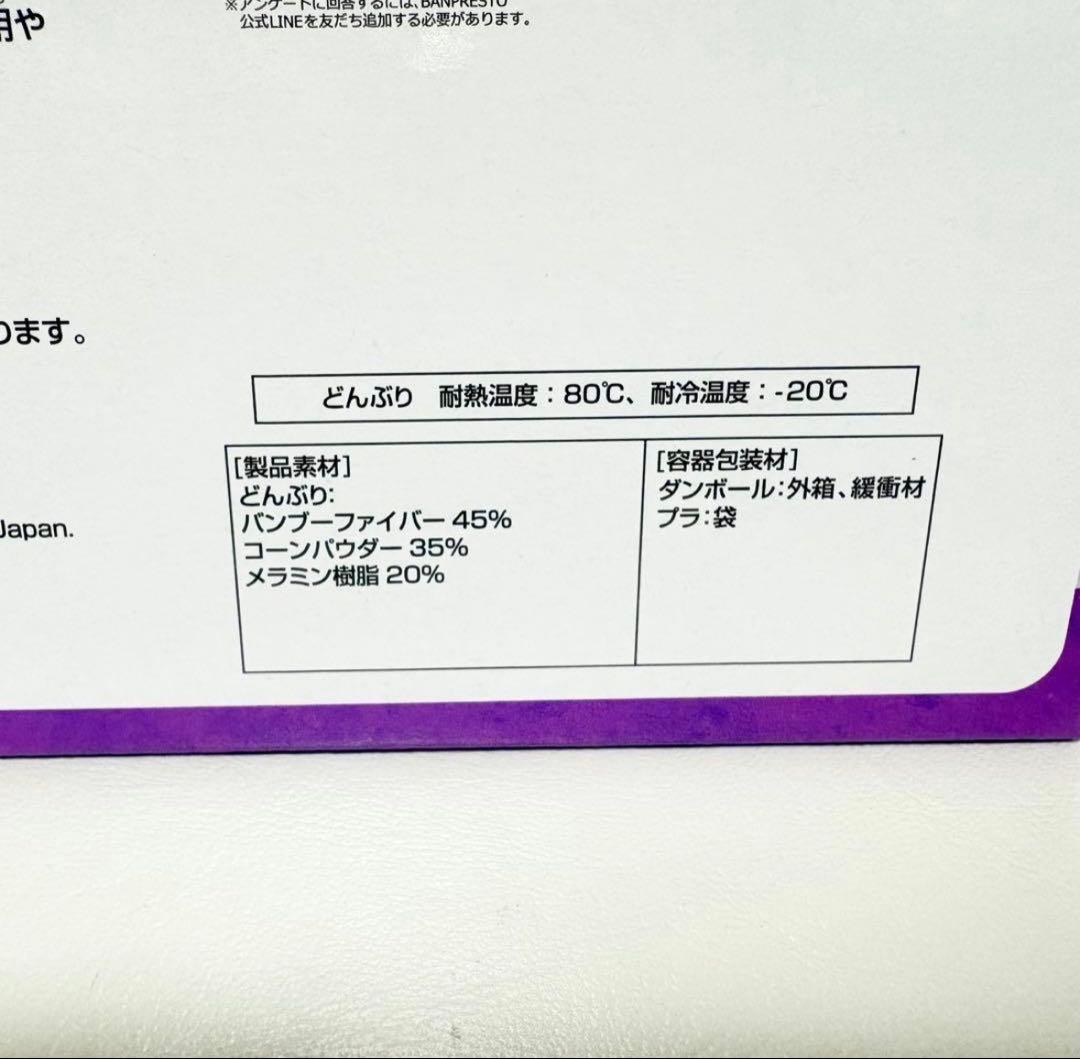 用や
※アンケートに回答するには、BANPRESTO
公式LINEを友だち追加する必要があります。
ります。
どんぶり 耐熱温度：80℃、耐冷温度：-20℃
[製品素材]
どんぶり:
バンブーファイバー 45%
コーンパウダー 35%
メラミン樹脂 20%
[容器包装材]
ダンボール:外箱、緩衝材
プラ:袋
Japan.